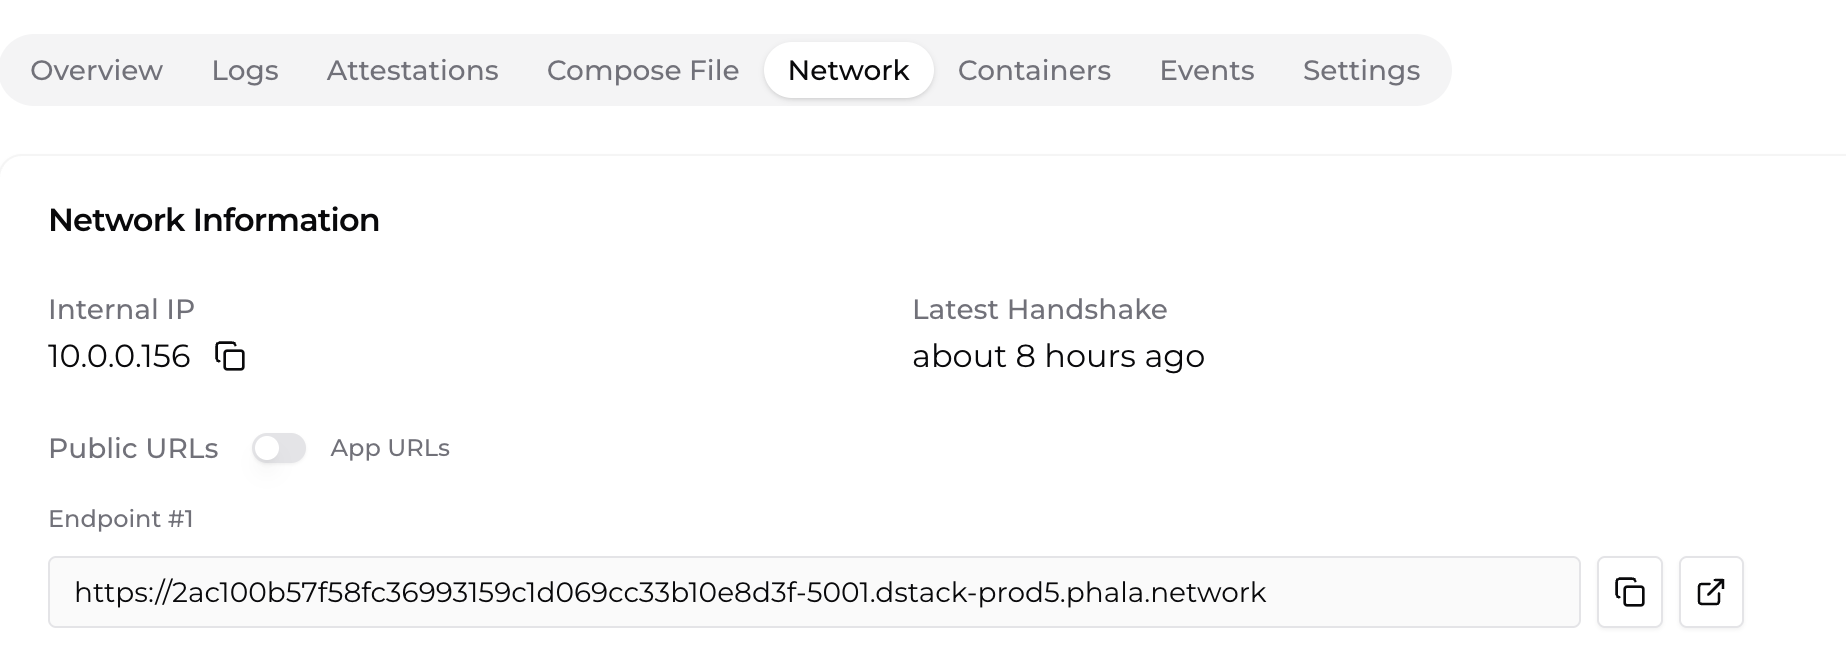 Overview Logs Attestations Compose File Network Containers Events Settings
Network Information
Internal IP
10.0.0.156
Latest Handshake
about 8 hours ago
Public URLs App URLs
Endpoint #1
https://2ac100b57f58fc36993159c1d069cc33b10e8d3f-5001.dstack-prod5.phala.network